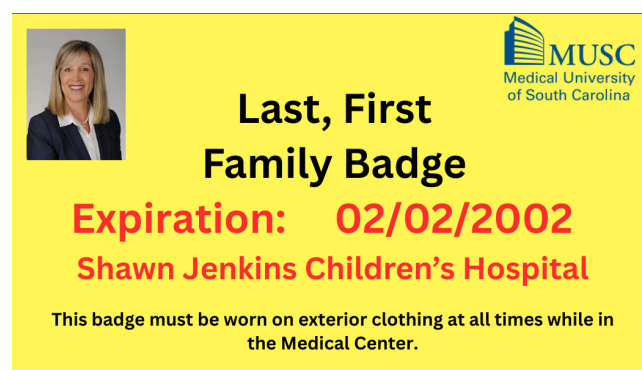 MUSC
Medical University
of South Carolina
Last, First
Family Badge
Expiration: 02/02/2002
Shawn Jenkins Children’s Hospital
This badge must be worn on exterior clothing at all times while in
the Medical Center.